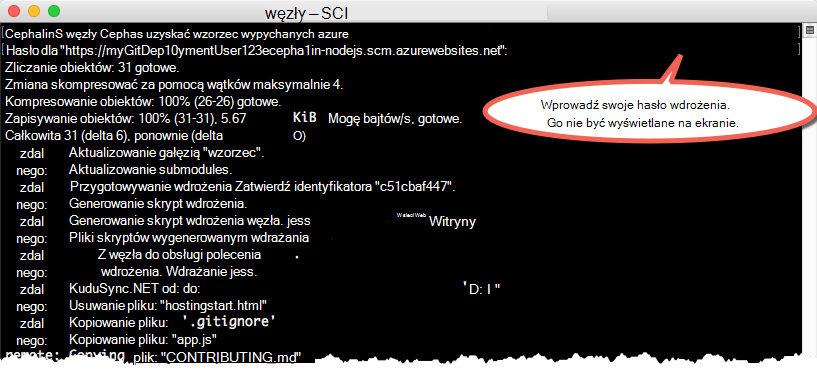 węzły – SCI
CephalinS węzły Cephas uzyskać wzorzec wypychanych azure
Hasło dla "https://myGitDep10ymentUser123ecepha1in-nodejs.scm.azurewebsites.net":
Zliczanie obiektów: 31 gotowe.
Zmiana skompresować za pomocą wątków maksymalnie 4.
Kompresowanie obiektów: 100% (26-26) gotowe.
Zapisywanie obiektów: 100% (31-31), 5.67 KiB Mogę bajtów/s, gotowe.
Całkowita 31 (delta 6), ponownie (delta O)
Wprowadź swoje hasło wdrożenia.
Go nie być wyświetlane na ekranie.
zdal Aktualizowanie gałęzią "wzorzec".
nego: Aktualizowanie submodules.
zdal Przygotowywanie wdrożenia Zatwierdź identyfikatora "c51cbaf447".
nego: Generowanie skrypt wdrożenia.
zdal Generowanie skrypt wdrożenia węzła. jess Witryny
nego: Pliki skryptów wygenerowanym wdrażania
zdal Z węzła do obsługi polecenia .
nego: wdrożenia. Wdrażanie jess.
zdal KuduSync.NET od: do: 'D: I "
nego: Usuwanie pliku: "hostingstart.html"
zdal Kopiowanie pliku: '.gitignore'
nego: Kopiowanie pliku: "app.js"
remote: Copying plik: "CONTRIBUTING.md"